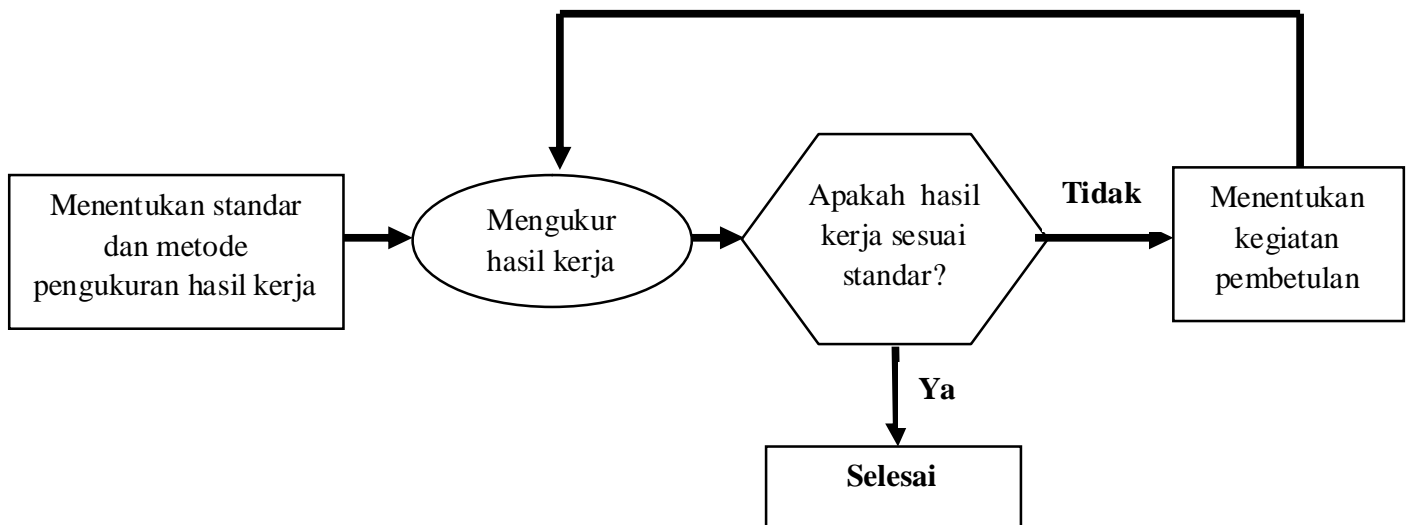 Menentukan standar
dan metode
pengukuran hasil kerja
Mengukur
hasil kerja
Apakah hasil
kerja sesuai
standar?
Tidak
Menentukan
kegiatan
pembetulan
Ya
Selesai